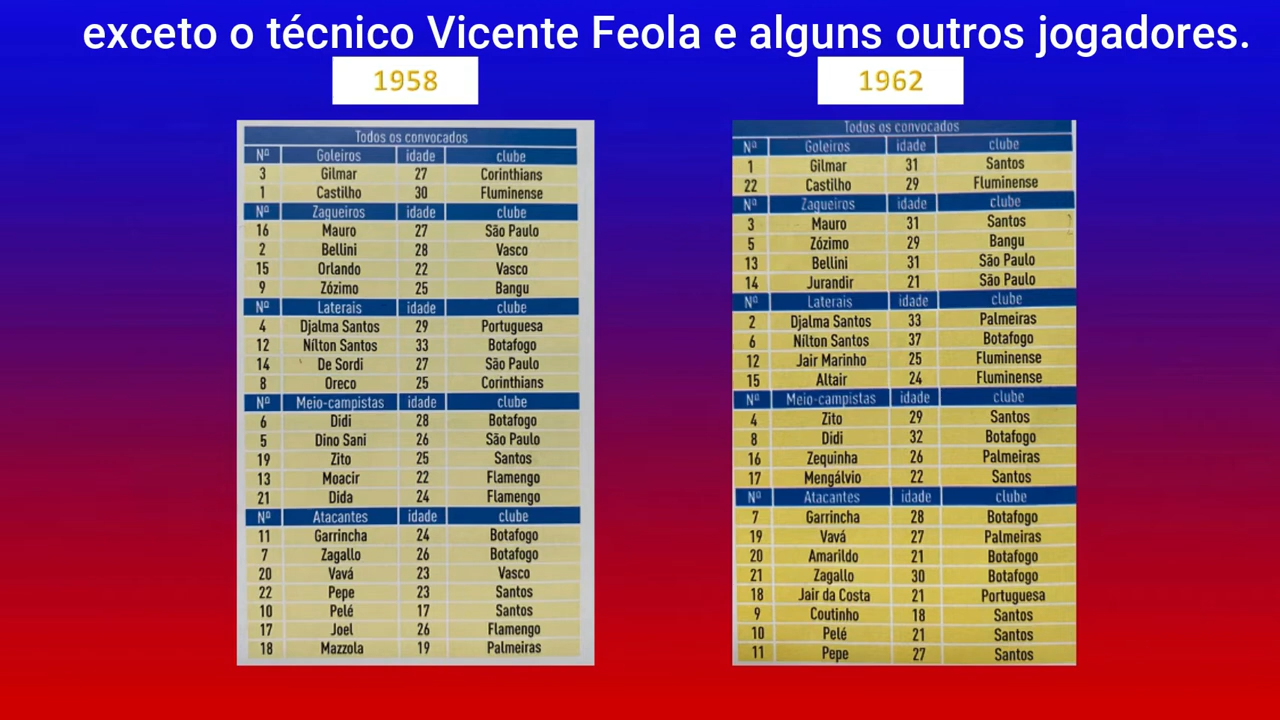 exceto o técnico Vicente Feola e alguns outros jogadores.
1958
Todos os convocados
Nº Goleiros idade clube
3 Gilmar 27 Corinthians
1 Castilho 30 Fluminense
Nº Zagueiros idade clube
16 Mauro 27 São Paulo
2 Bellini 28 Vasco
15 Orlando 22 Vasco
9 Zózimo 25 Bangu
Nº Laterais idade clube
4 Djalma Santos 29 Portuguesa
12 Nílton Santos 33 Botafogo
14 De Sordi 27 São Paulo
8 Oreco 25 Corinthians
Nº Meio-campistas idade clube
6 Didi 28 Botafogo
5 Dino Sani 26 São Paulo
19 Zito 25 Santos
13 Moacir 22 Flamengo
21 Dida 24 Flamengo
Nº Atacantes idade clube
11 Garrincha 24 Botafogo
7 Zagallo 26 Botafogo
20 Vavá 23 Vasco
22 Pepe 23 Santos
10 Pelé 17 Santos
17 Joel 26 Flamengo
18 Mazzola 19 Palmeiras
1962
Todos os convocados
Nº Goleiros idade clube
1 Gilmar 31 Santos
22 Castilho 29 Fluminense
Nº Zagueiros idade clube
3 Mauro 31 Santos
5 Zózimo 29 Bangu
13 Bellini 31 São Paulo
14 Jurandir 21 São Paulo
Nº Laterais idade clube
2 Djalma Santos 33 Palmeiras
6 Nílton Santos 37 Botafogo
12 Jair Marinho 25 Fluminense
15 Altair 24 Fluminense
Nº Meio-campistas idade clube
4 Zito 29 Santos
8 Didi 32 Botafogo
16 Zequinha 26 Palmeiras
17 Mengálvio 22 Santos
Nº Atacantes idade clube
7 Garrincha 28 Botafogo
19 Vavá 27 Palmeiras
20 Amarildo 21 Botafogo
21 Zagallo 30 Botafogo
18 Jair da Costa 21 Portuguesa
9 Coutinho 18 Santos
10 Pelé 21 Santos
11 Pepe 27 Santos